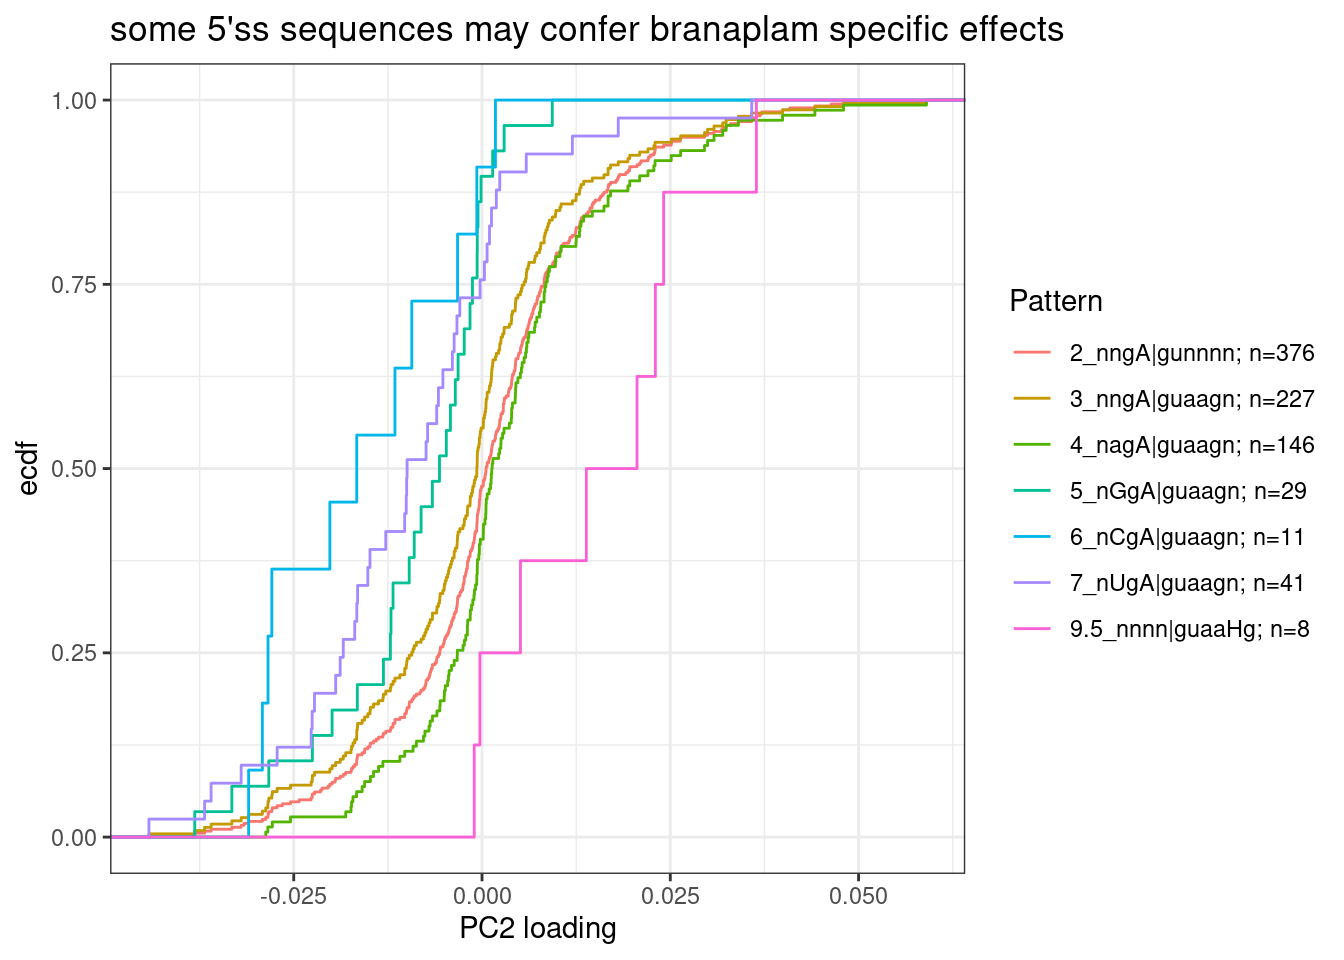 some 5'ss sequences may confer branaplam specific effects
1.00
0.75
0.50
0.25
0.00
ecdf
-0.025
0.000
0.025
0.050
PC2 loading
Pattern
2_nngA|gunnnn; n=376
3_nngA|guaagn; n=227
4_nagA|guaagn; n=146
5_nGgA|guaagn; n=29
6_nCgA|guaagn; n=11
7_nUgA|guaagn; n=41
9.5_nnnn|guaaHg; n=8